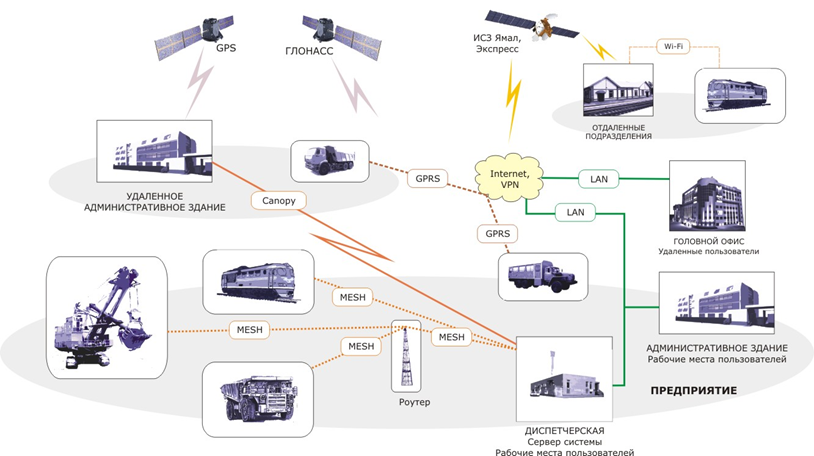 GPS
ГЛОНАСС
ИСЗ Ямал,
Экспресс
Wi-Fi
ОТДАЛЕННЫЕ
ПОДРАЗДЕЛЕНИЯ
УДАЛЕННОЕ
АДМИНИСТРАТИВНОЕ ЗДАНИЕ
Canopy
GPRS
Internet,
VPN
LAN
LAN
GPRS
ГОЛОВНОЙ ОФИС
Удаленные пользователи
MESH
MESH
MESH
MESH
Роутер
АДМИНИСТРАТИВНОЕ ЗДАНИЕ
Рабочие места пользователей
ПРЕДПРИЯТИЕ
ДИСПЕТЧЕРСКАЯ
Сервер системы
Рабочие места пользователей